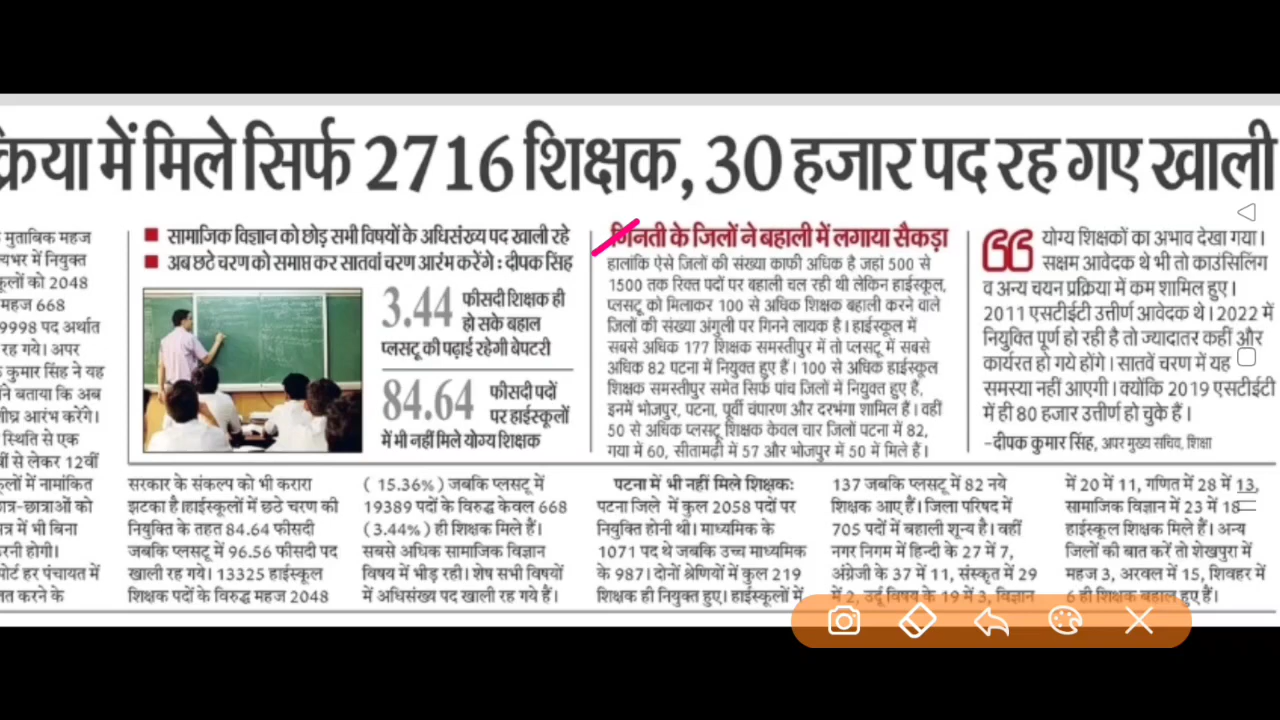 क्रिया में मिले सिर्फ 2716 शिक्षक, 30 हजार पद रह गए खाली
मुताबिक महज
भर में नियुक्त
कूलों को 2048
महज 668
9998 पद अर्थात
रह गये। अपर
कुमार सिंह ने यह
ने बताया कि अब
ीघ्र आरंभ करेंगे।
स्थिति से एक
से लेकर 12वीं
कूलों में नामांकित
ात्र-छात्राओं को
त्र में भी बिना
रनी होगी।
पोर्ट हर पंचायत में
त करने के
सामाजिक विज्ञान को छोड़ सभी विषयों के अधिसंख्य पद खाली रहे
अब छठे चरण को समाप्त कर सातवां चरण आरंभ करेंगे : दीपक सिंह
3.44 फीसदी शिक्षक ही
हो सके बहाल
प्लसटू की पढ़ाई रहेगी बेपटरी
84.64 फीसदी पदों
पर हाईस्कूलों
में भी नहीं मिले योग्य शिक्षक
गिनती के जिलों ने बहाली में लगाया सैकड़ा
हालांकि ऐसे जिलों की संख्या काफी अधिक है जहां 500 से
1500 तक रिक्त पदों पर बहाली चल रही थी लेकिन हाईस्कूल,
प्लसटू को मिलाकर 100 से अधिक शिक्षक बहाली करने वाले
जिलों की संख्या अंगूली पर गिनने लायक है। हाईस्कूल में
सबसे अधिक 177 शिक्षक समस्तीपुर में तो प्लसटू में सबसे
अधिक 82 पटना में नियुक्त हुए हैं। 100 से अधिक हाईस्कूल
शिक्षक समस्तीपुर समेत सिर्फ पांच जिलों में नियुक्त हुए हैं,
इनमें भोजपुर, पटना, पूर्वी चंपारण और दरभंगा शामिल हैं। वहीं
50 से अधिक प्लसटू शिक्षक केवल चार जिलों पटना में 82,
गया में 60, सीतामढ़ी में 57 और भोजपुर में 50 में मिले हैं।
योग्य शिक्षकों का अभाव देखा गया।
सक्षम आवेदक थे भी तो काउंसिलिंग
व अन्य चयन प्रक्रिया में कम शामिल हुए।
2011 एसटीईटी उत्तीर्ण आवेदक थे। 2022 में
नियुक्ति पूर्ण हो रही है तो ज्यादातर कहीं और
कार्यरत हो गये होंगे। सातवें चरण में यह
समस्या नहीं आएगी। क्योंकि 2019 एसटीईटी
में ही 80 हजार उत्तीर्ण हो चुके हैं।
-दीपक कुमार सिंह, अपर मुख्य सचिव, शिक्षा
सरकार के संकल्प को भी करारा
झटका है।हाईस्कूलों में छठे चरण की
नियुक्ति के तहत 84.64 फीसदी
जबकि प्लसटू में 96.56 फीसदी पद
खाली रह गये। 13325 हाईस्कूल
शिक्षक पदों के विरुद्ध महज 2048
( 15.36%) जबकि प्लसटू में
19389 पदों के विरुद्ध केवल 668
(3.44%) ही शिक्षक मिले हैं।
सबसे अधिक सामाजिक विज्ञान
विषय में भीड़ रही। शेष सभी विषयों
में अधिसंख्य पद खाली रह गये हैं।
पटना में भी नहीं मिले शिक्षक:
पटना जिले में कुल 2058 पदों पर
नियुक्ति होनी थी। माध्यमिक के
1071 पद थे जबकि उच्च माध्यमिक
के 987। दोनों श्रेणियों में कुल 219
शिक्षक ही नियुक्त हुए। हाईस्कूलों में
137 जबकि प्लसटू में 82 नये
शिक्षक आए हैं। जिला परिषद में
705 पदों में बहाली शून्य है। वहीं
नगर निगम में हिन्दी के 27 में 7,
अंग्रेजी के 37 में 11, संस्कृत में 29
में 2, उर्दू विषय के 19 में 3, विज्ञान
में 20 में 11, गणित में 28 में 13,
सामाजिक विज्ञान में 23 में 18
हाईस्कूल शिक्षक मिले हैं। अन्य
जिलों की बात करें तो शेखपुरा में
महज 3, अरवल में 15, शिवहर में
6 ही शिक्षक बहाल हुए हैं।